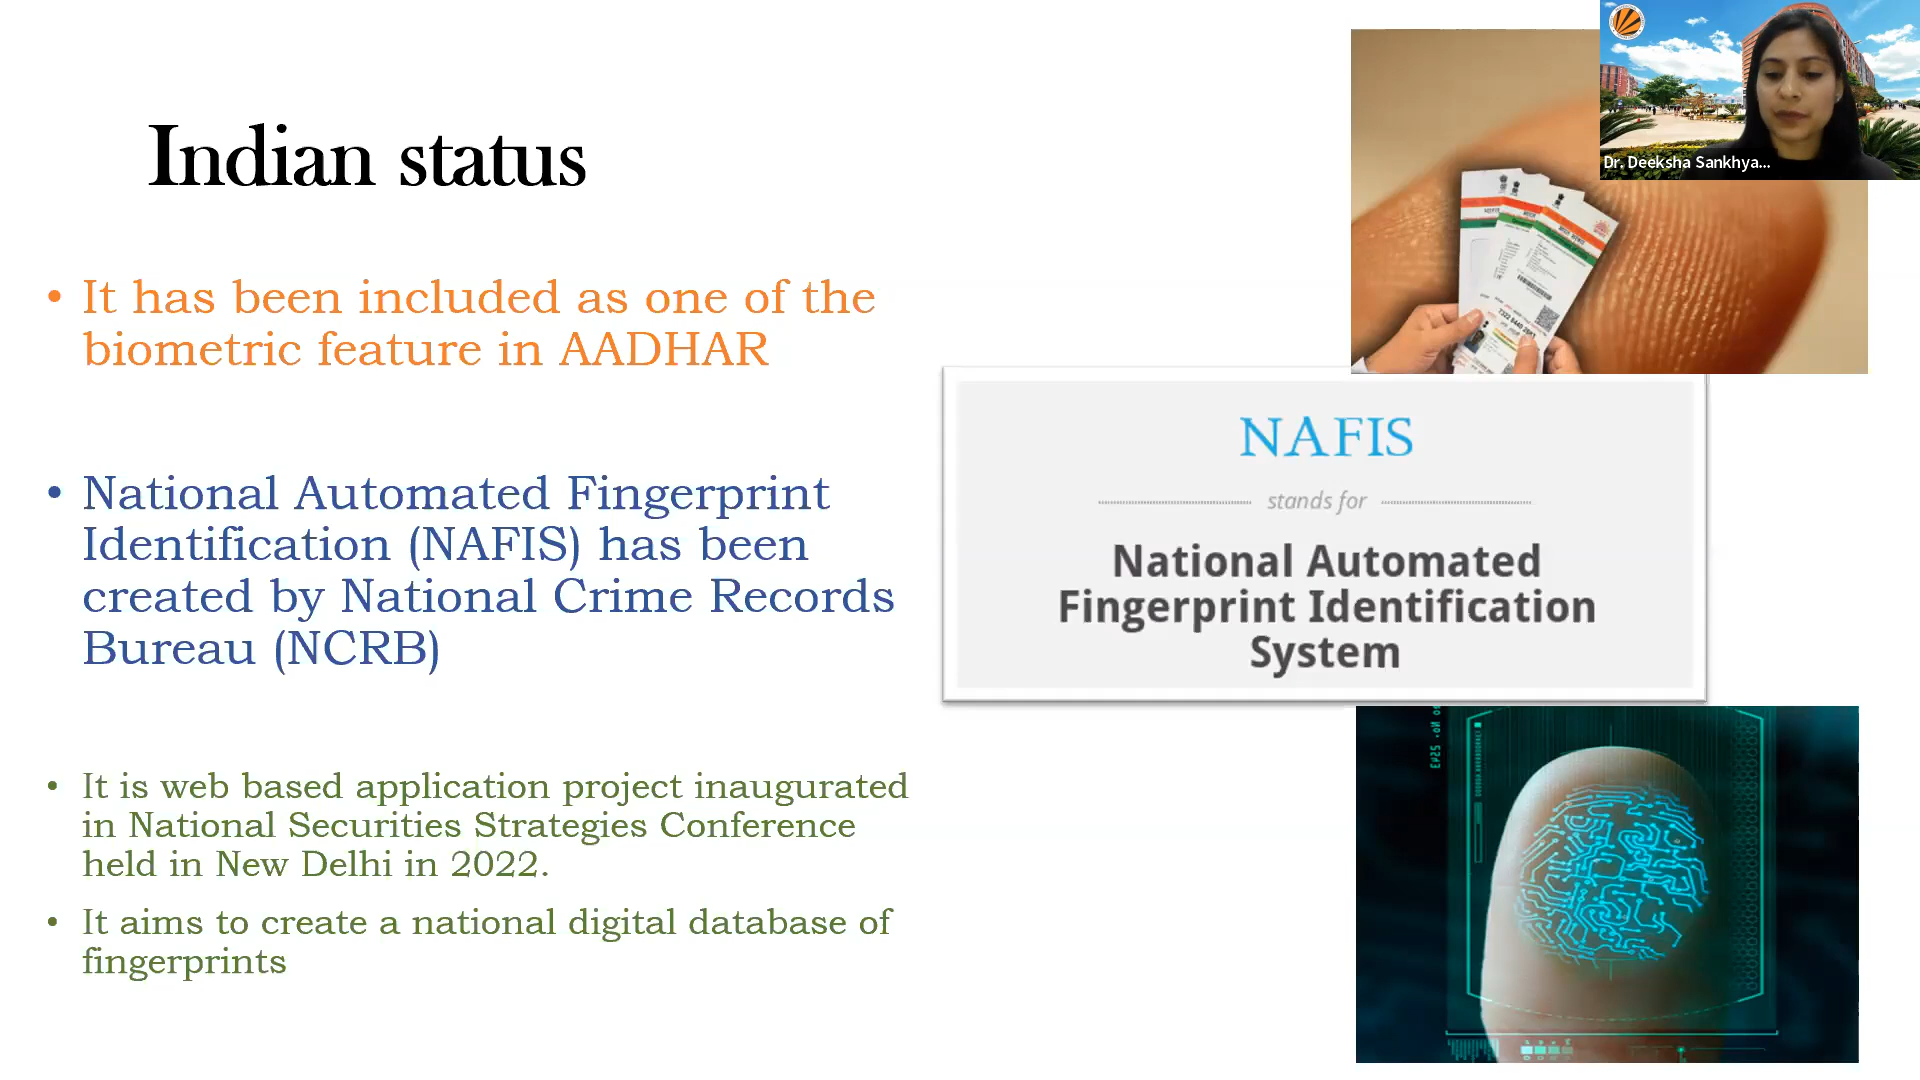 Indian status
• It has been included as one of the
biometric feature in AADHAR
• National Automated Fingerprint
Identification (NAFIS) has been
created by National Crime Records
Bureau (NCRB)
• It is web based application project inaugurated
in National Securities Strategies Conference
held in New Delhi in 2022.
• It aims to create a national digital database of
fingerprints
Dr. Deeksha Sankhya...
NAFIS
stands for
National Automated
Fingerprint Identification
System